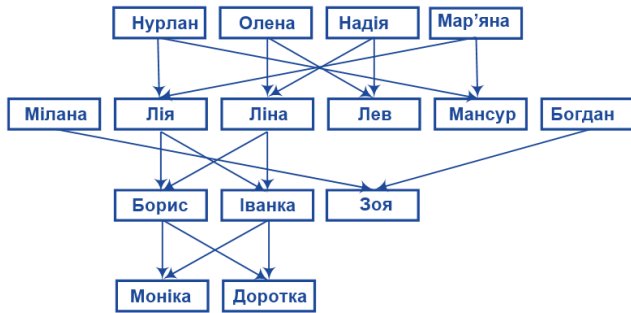 Нурлан Олена Надія Мар’яна
Мілана Лія Ліна Лев Мансур Богдан
Борис Іванка Зоя
Моніка Доротка